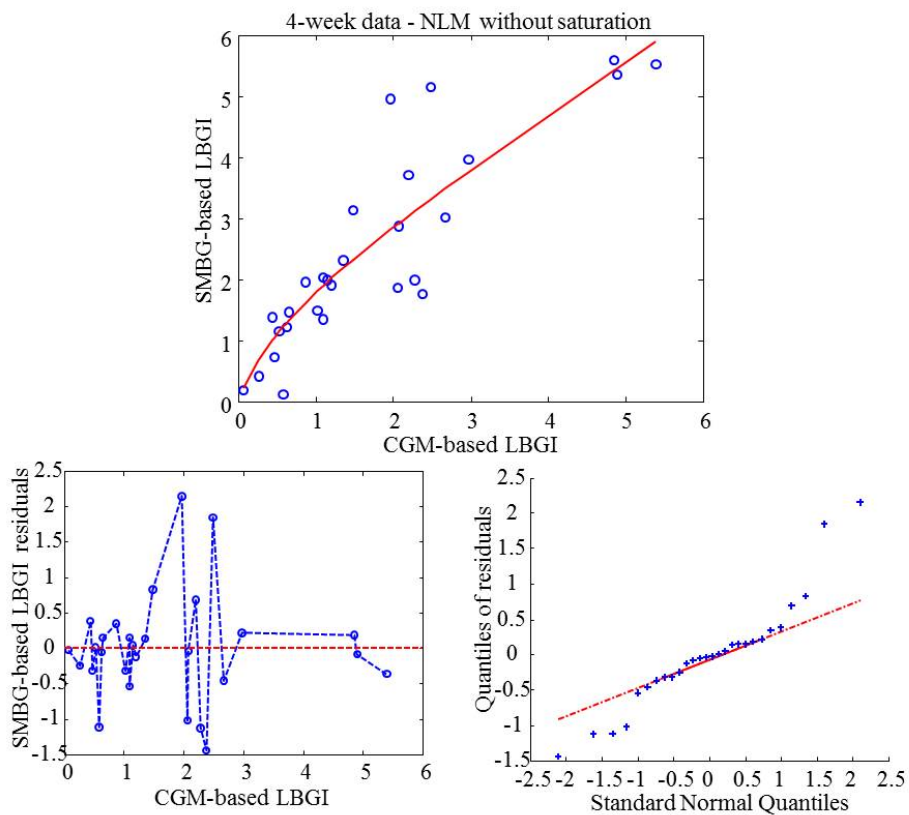 4-week data - NLM without saturation
SMBG-based LBGI
6
5
4
3
2
1
0
0 1 2 3 4 5 6
CGM-based LBGI
SMBG-based LBGI residuals
2.5
2
1.5
1
0.5
0
-0.5
-1
-1.5
0 1 2 3 4 5 6
CGM-based LBGI
Quantiles of residuals
2.5
2
1.5
1
0.5
0
-0.5
-1
-1.5
-2.5 -2 -1.5 -1 -0.5 0 0.5 1 1.5 2 2.5
Standard Normal Quantiles